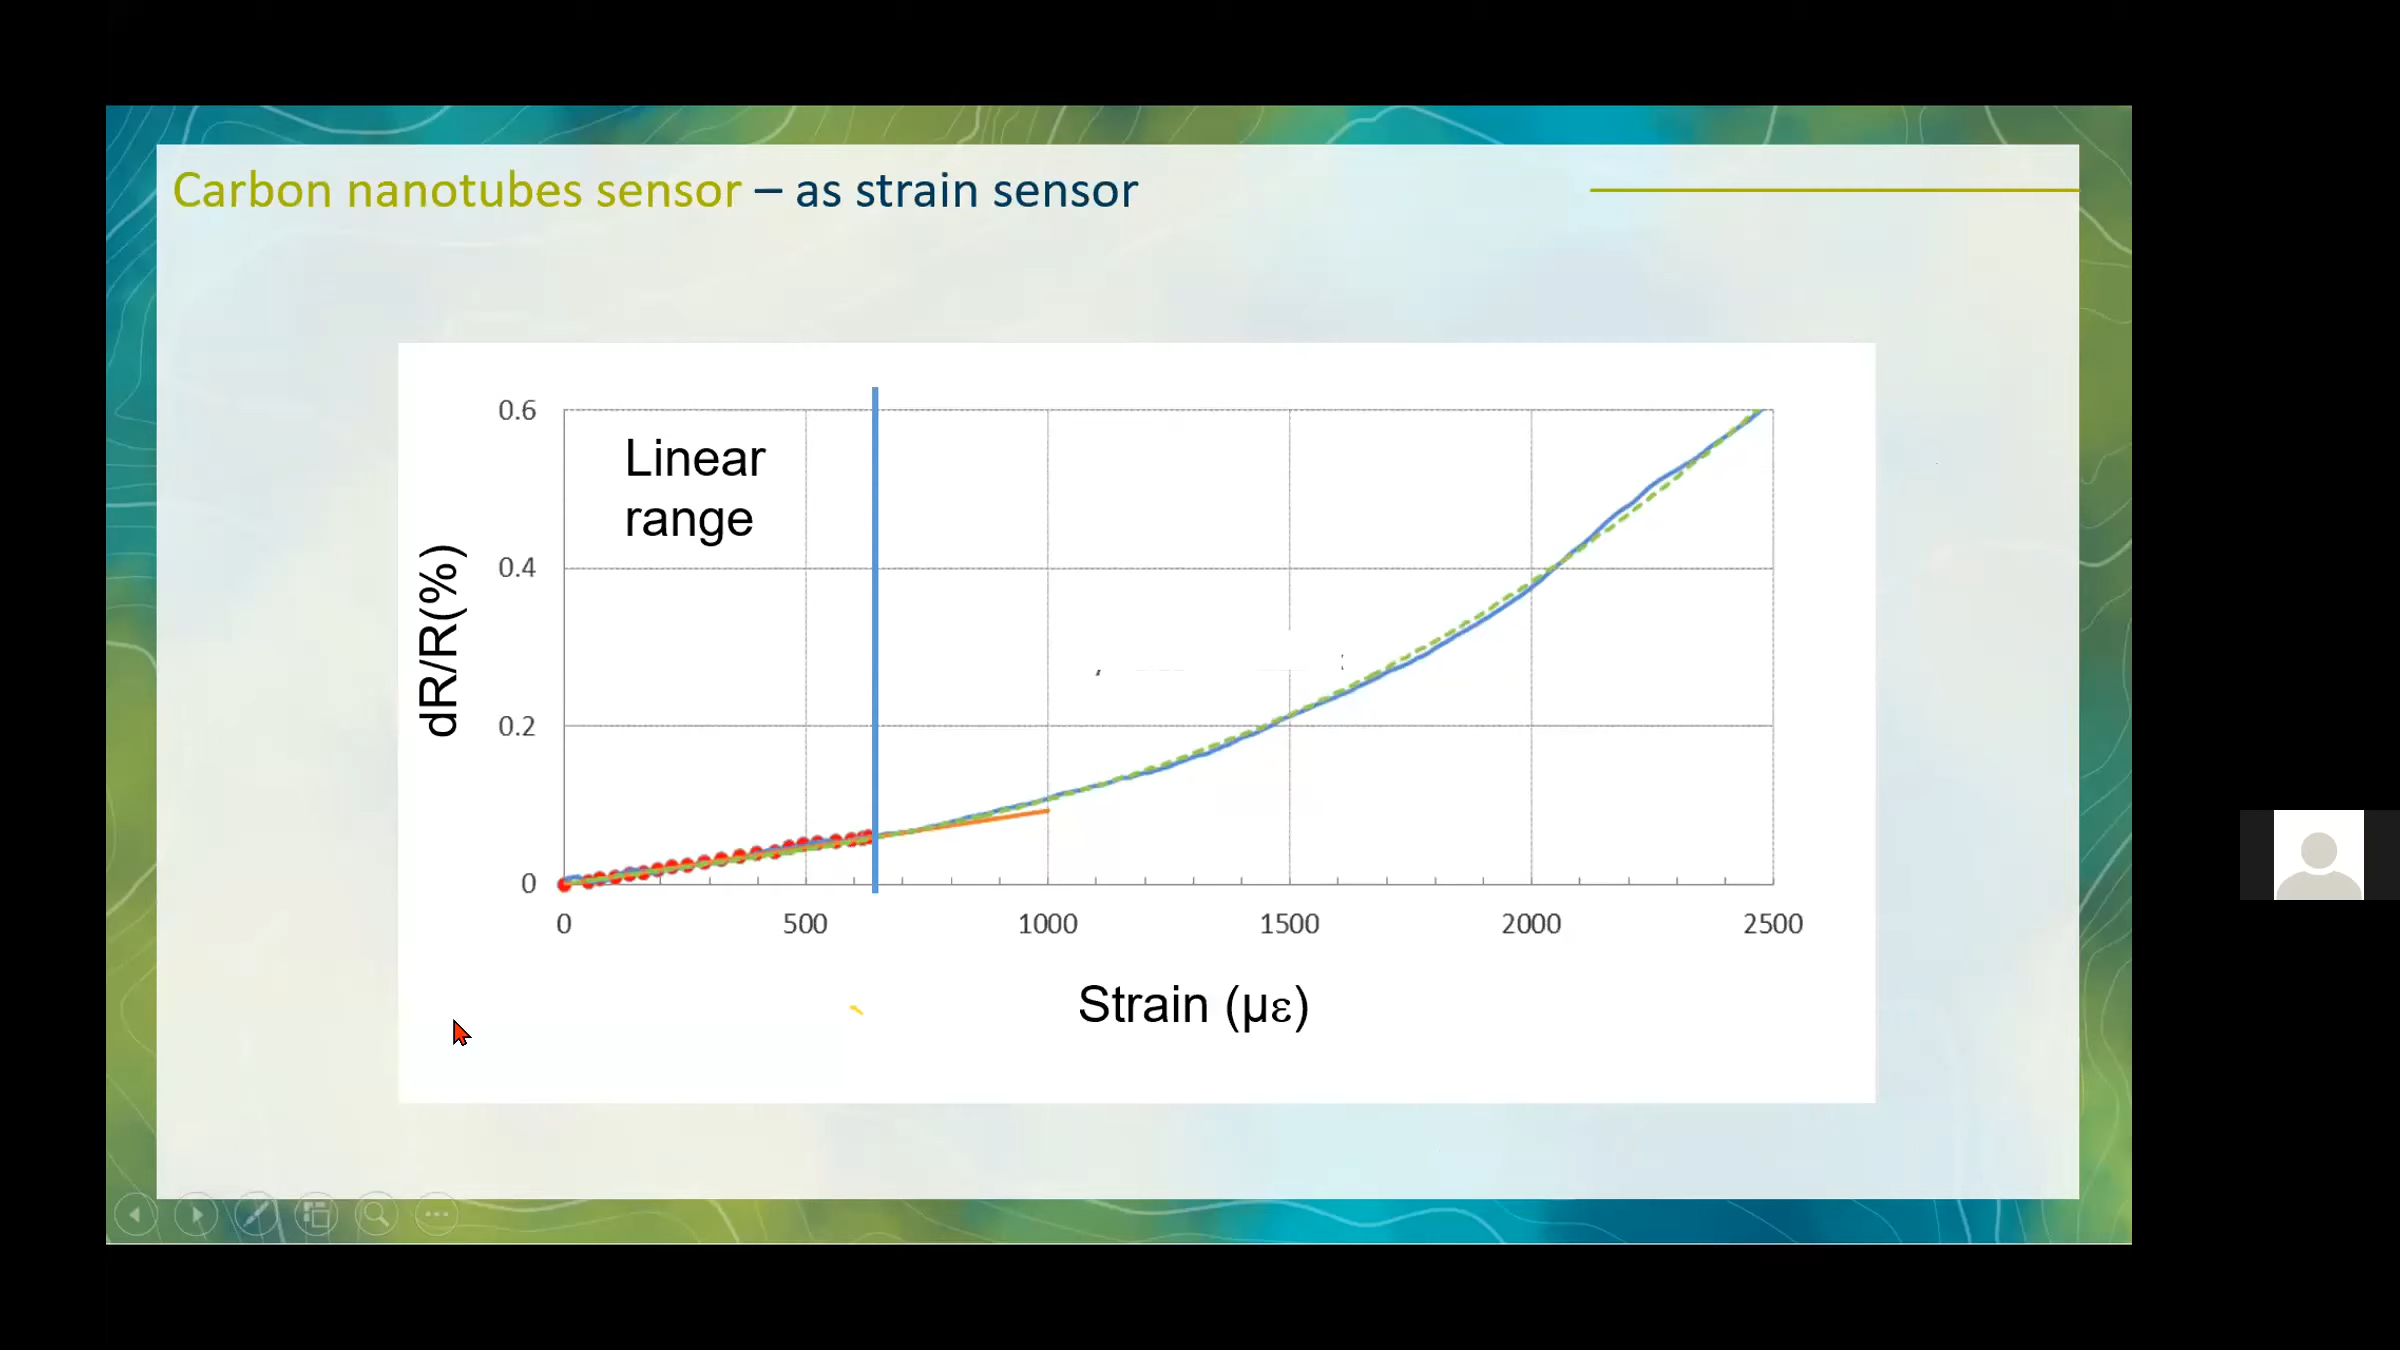 Carbon nanotubes sensor – as strain sensor
Linear
range
dR/R(%)
0.6
0.4
0.2
0
0 500 1000 1500 2000 2500
Strain (µε)